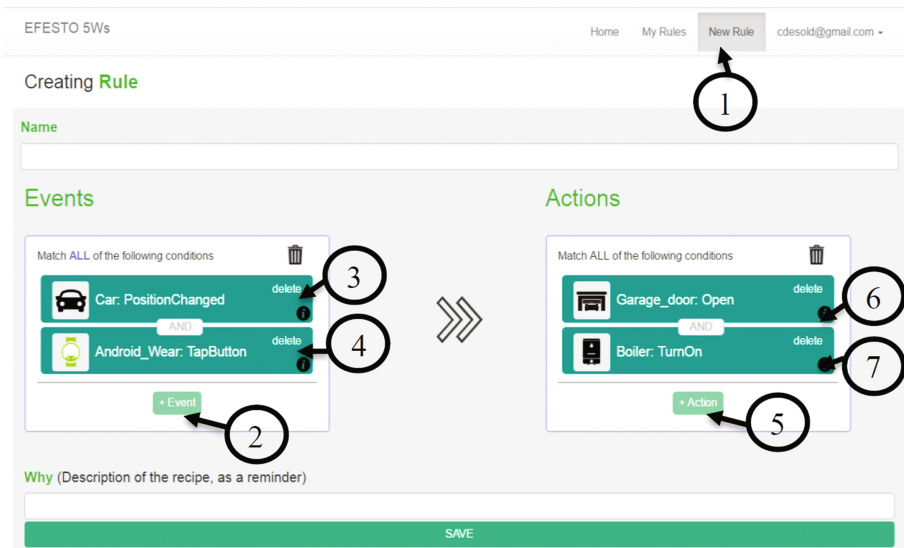 EFESTO 5Ws
Home My Rules New Rule cdesold@gmail.com
1
Creating Rule
Name
Events
Match ALL of the following conditions
Car: PositionChanged delete
i
3
AND
Android_Wear: TapButton delete
i
4
+ Event
2
Actions
Match ALL of the following conditions
Garage_door: Open delete
6
AND
Boiler: TurnOn delete
7
+ Action
5
Why (Description of the recipe, as a reminder)
SAVE